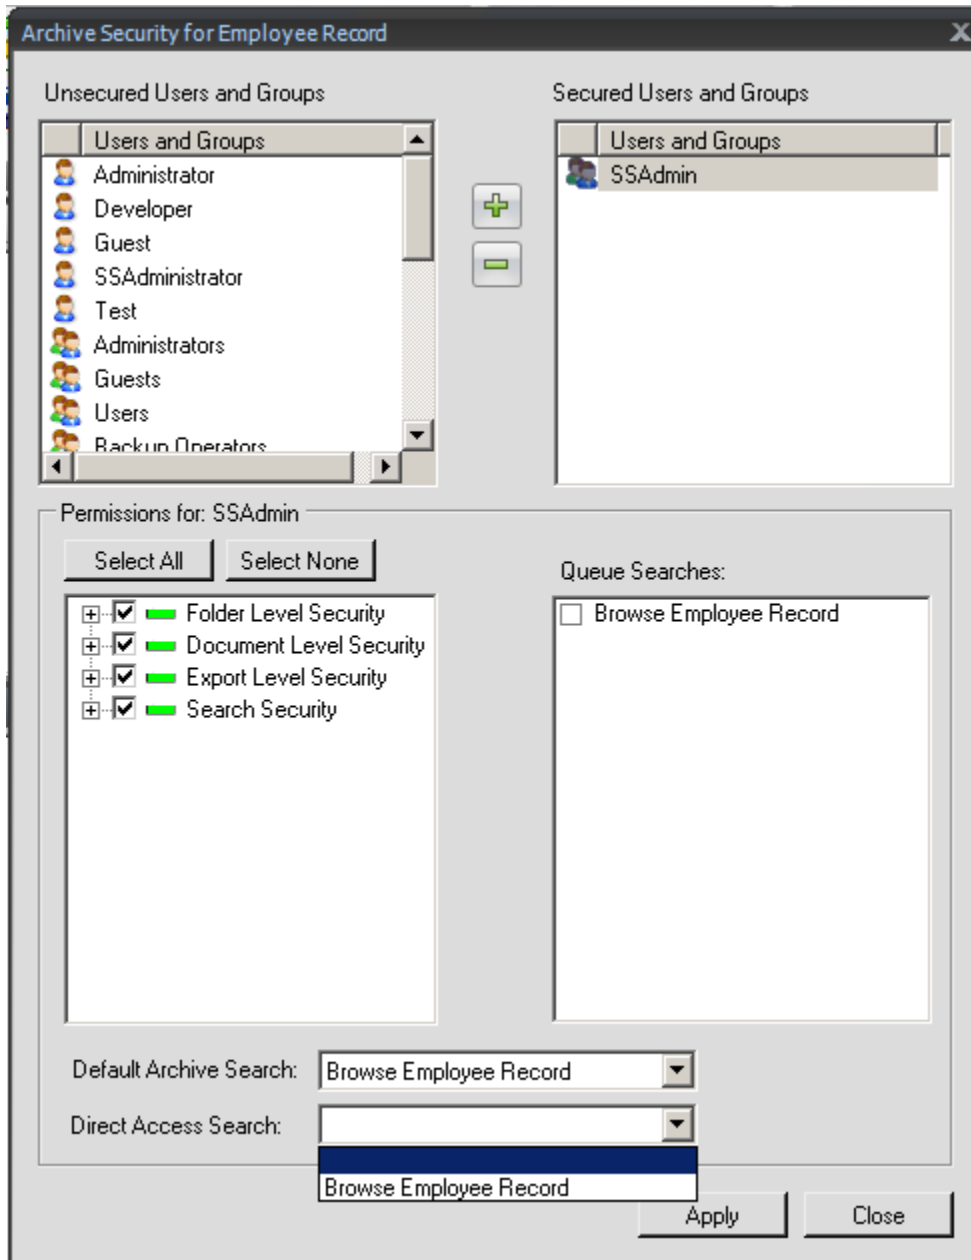 Archive Security for Employee Record
X
Unsecured Users and Groups
Secured Users and Groups
Users and Groups
Administrator
Developer
Guest
SSAdministrator
Test
Administrators
Guests
Users
Backup Operators
Users and Groups
SSAdmin
Permissions for: SSAdmin
Select All
Select None
Folder Level Security
Document Level Security
Export Level Security
Search Security
Queue Searches:
Browse Employee Record
Default Archive Search:
Browse Employee Record
Direct Access Search:
Browse Employee Record
Apply
Close